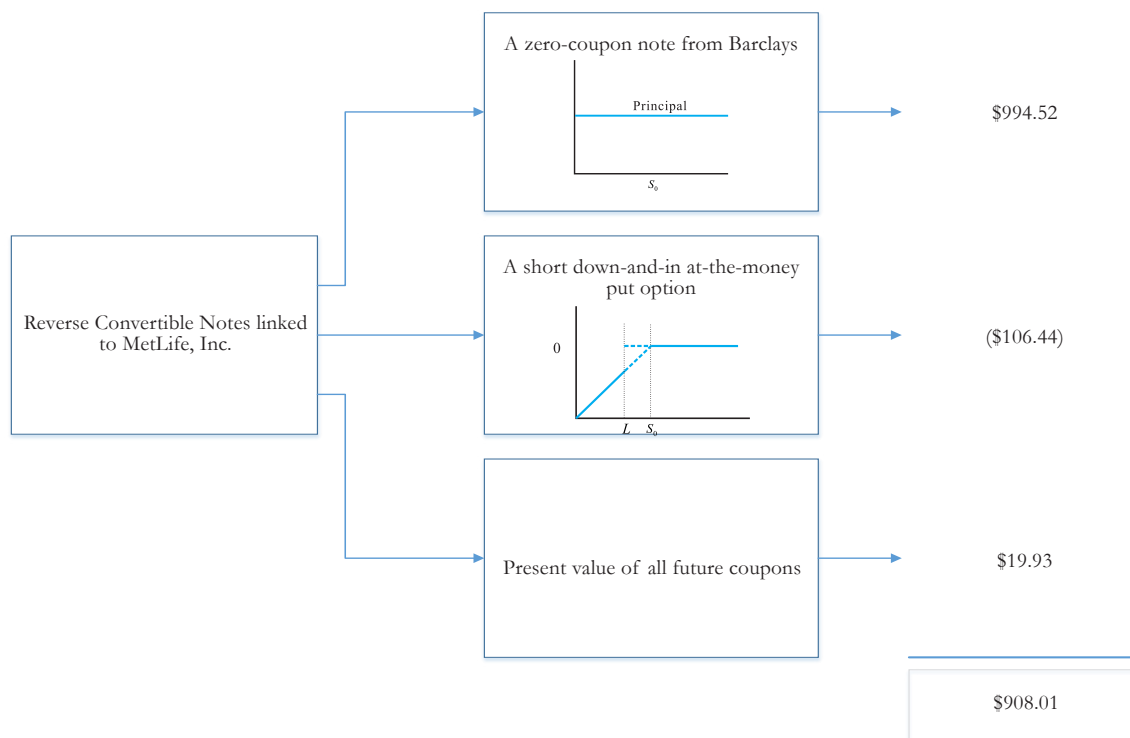 A zero-coupon note from Barclays
Principal
S₀
$994.52
Reverse Convertible Notes linked
to MetLife, Inc.
A short down-and-in at-the-money
put option
0
L S₀
($106.44)
Present value of all future coupons
$19.93
$908.01